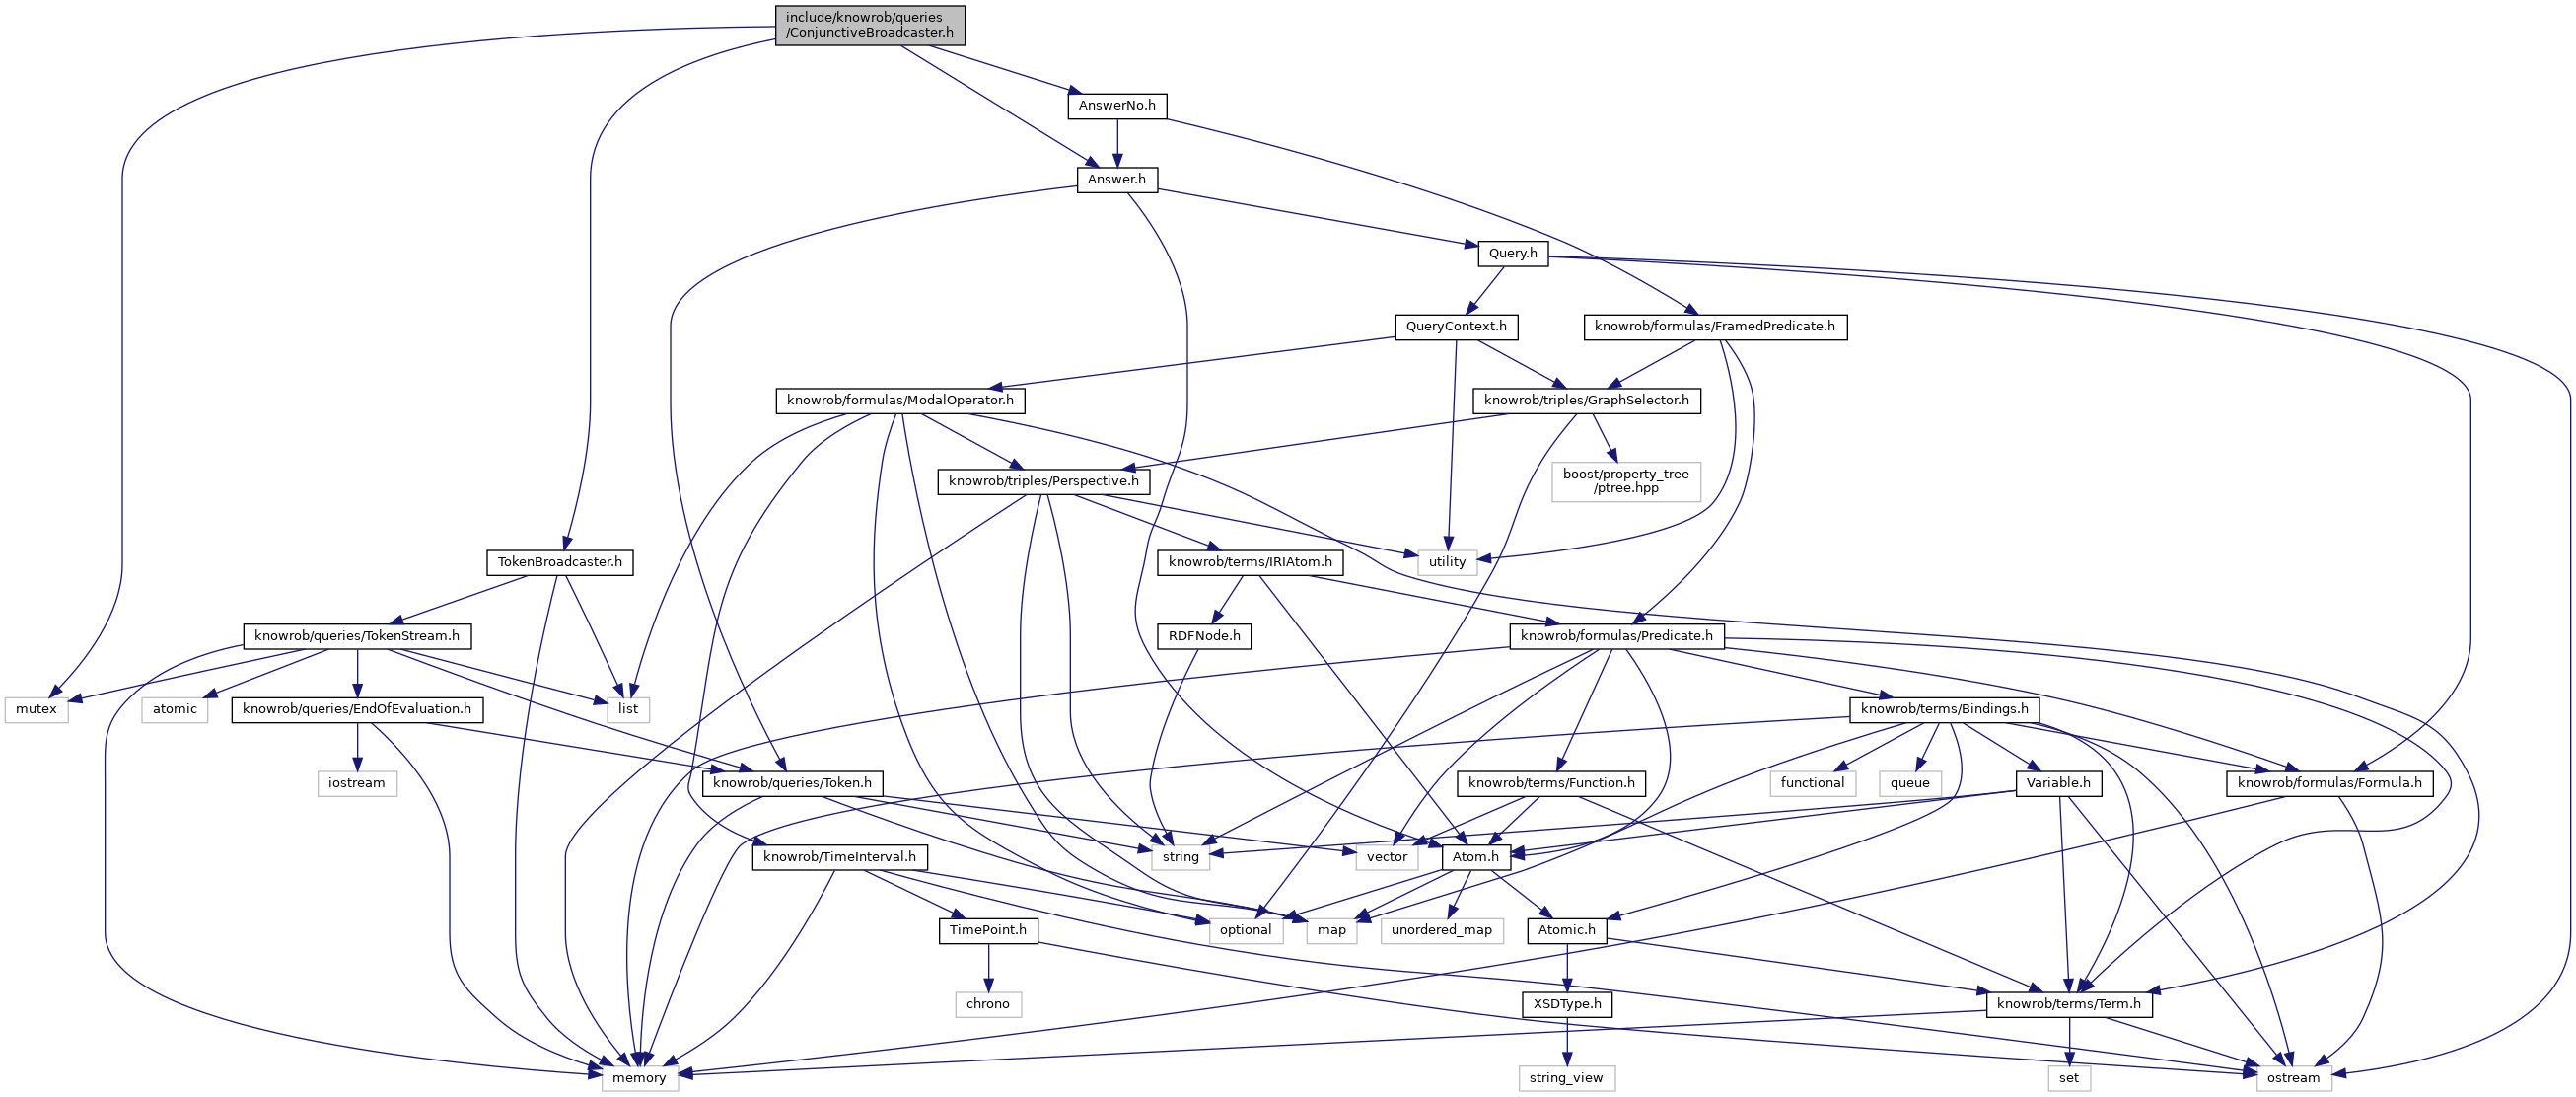 include/knowrob/queries
/ConjunctiveBroadcaster.h
AnswerNo.h
Answer.h
Query.h
QueryContext.h
knowrob/formulas/FramedPredicate.h
knowrob/formulas/ModalOperator.h
knowrob/triples/GraphSelector.h
knowrob/triples/Perspective.h
boost/property_tree
/ptree.hpp
TokenBroadcaster.h
knowrob/terms/IRIAtom.h
utility
knowrob/queries/TokenStream.h
RDFNode.h
knowrob/formulas/Predicate.h
mutex
atomic
knowrob/queries/EndOfEvaluation.h
list
knowrob/terms/Bindings.h
iostream
knowrob/queries/Token.h
knowrob/terms/Function.h
functional
queue
Variable.h
knowrob/formulas/Formula.h
knowrob/TimeInterval.h
string
vector
Atom.h
TimePoint.h
optional
map
unordered_map
Atomic.h
chrono
XSDType.h
knowrob/terms/Term.h
memory
string_view
set
ostream